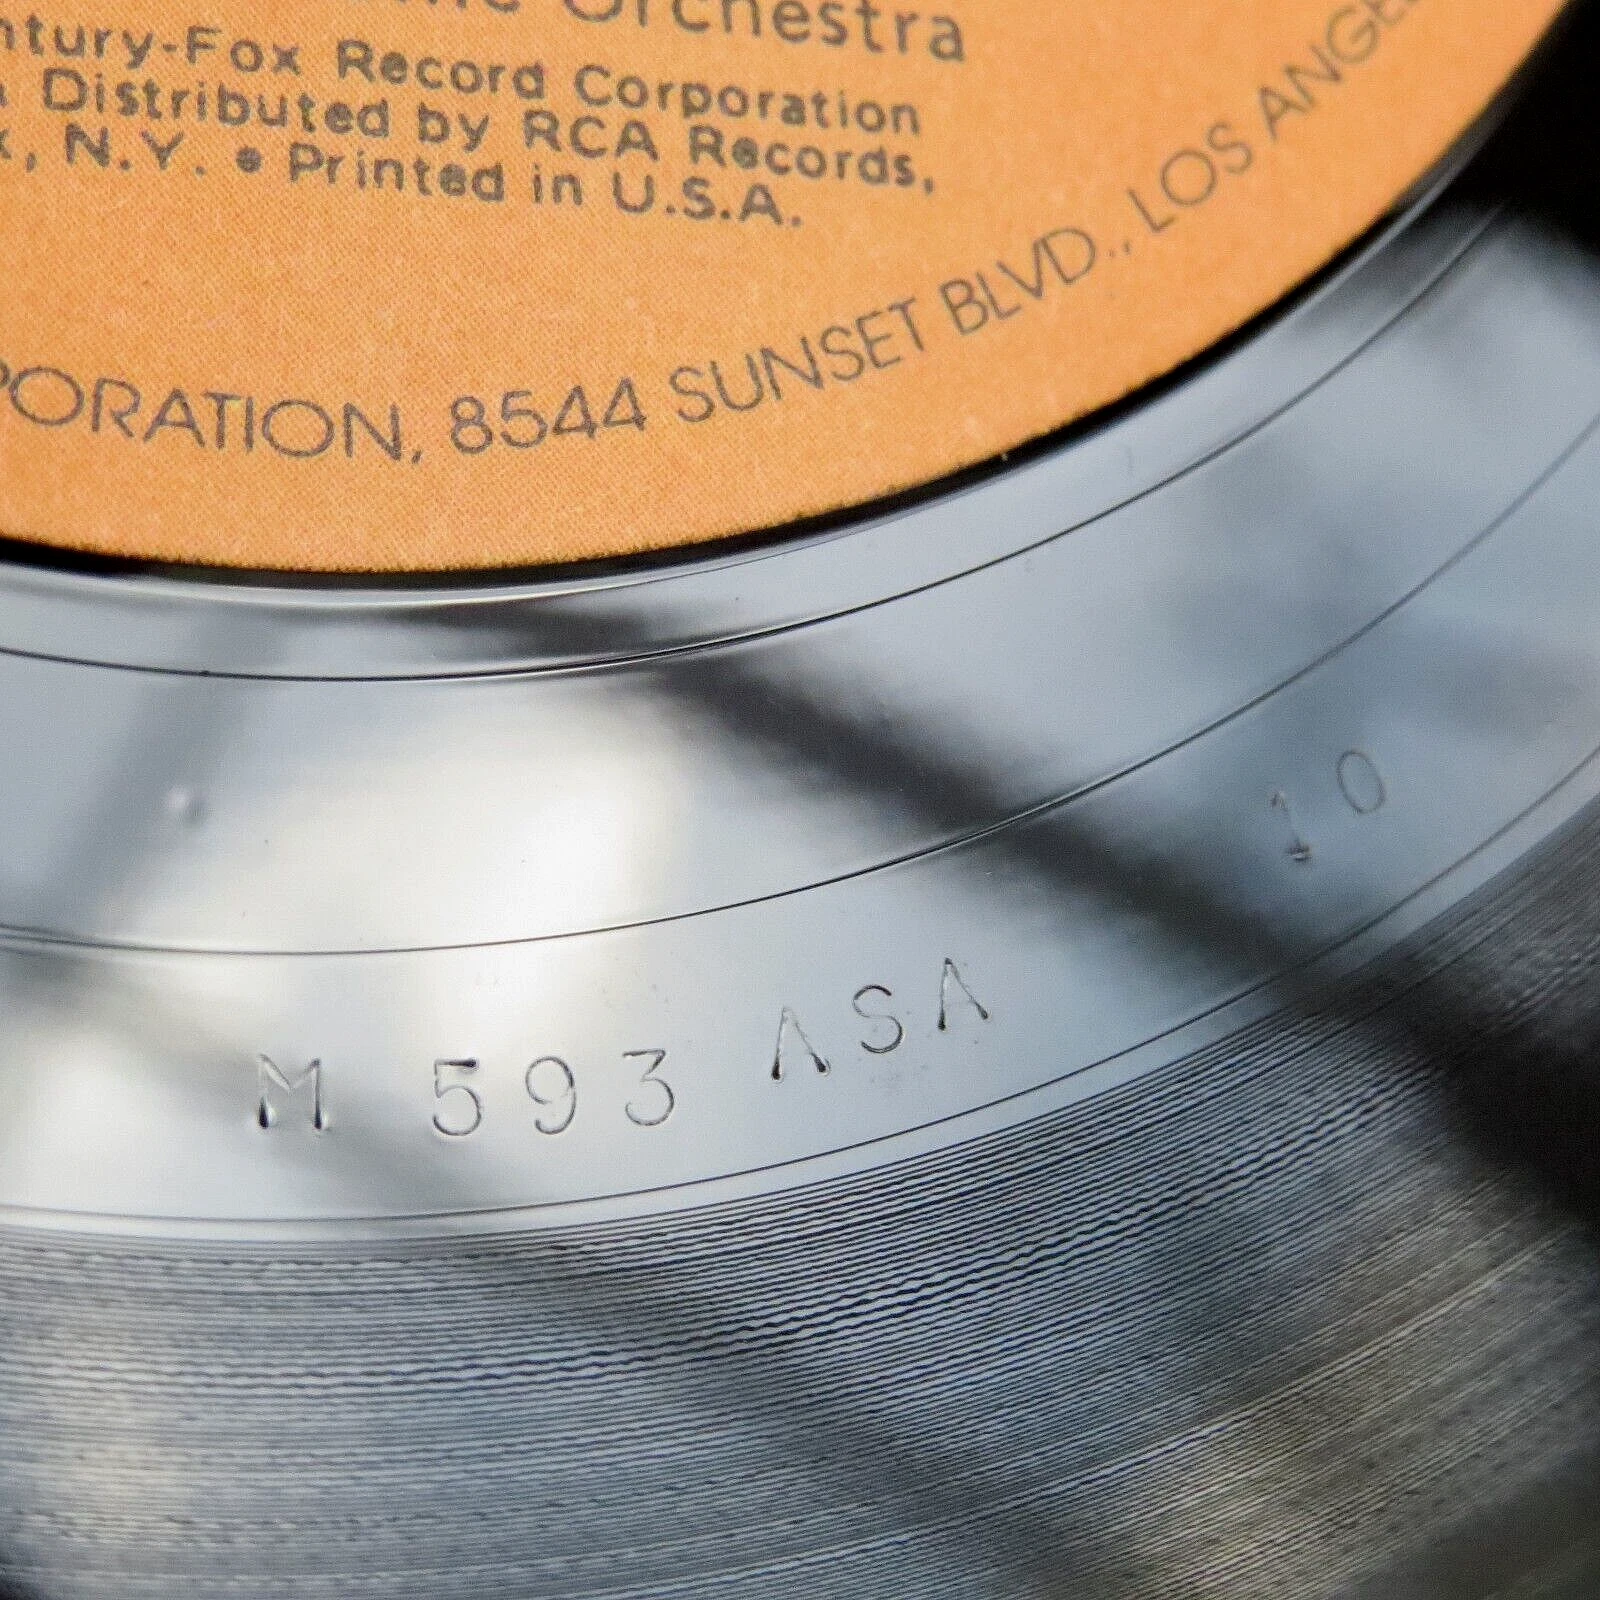 Orchestra
ntury-Fox Record Corporation
Distributed by RCA Records,
, N.Y. • Printed in U.S.A.
PORATION, 8544 SUNSET BLVD., LOS ANGE
M 593 ASA 10